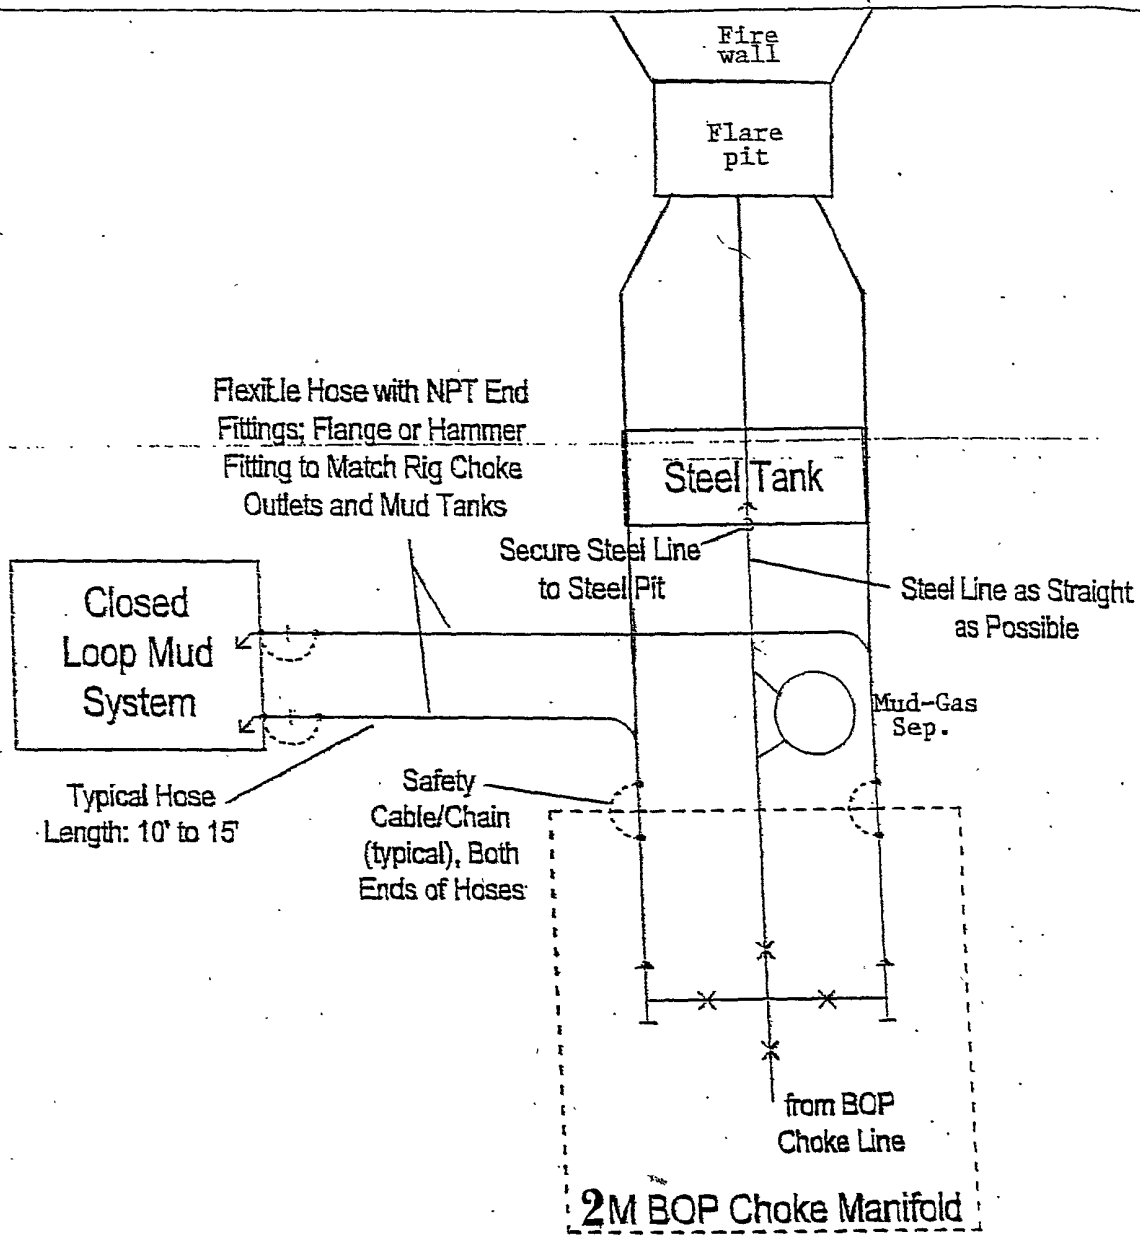 Fire
wall
Flare
pit
Flexible Hose with NPT End
Fittings; Flange or Hammer
Fitting to Match Rig Choke
Outlets and Mud Tanks
Steel Tank
Secure Steel Line
to Steel Pit
Steel Line as Straight
as Possible
Closed
Loop Mud
System
Mud-Gas
Sep.
Typical Hose
Length: 10' to 15'
Safety
Cable/Chain
(typical), Both
Ends of Hoses
from BOP
Choke Line
2M BOP Choke Manifold